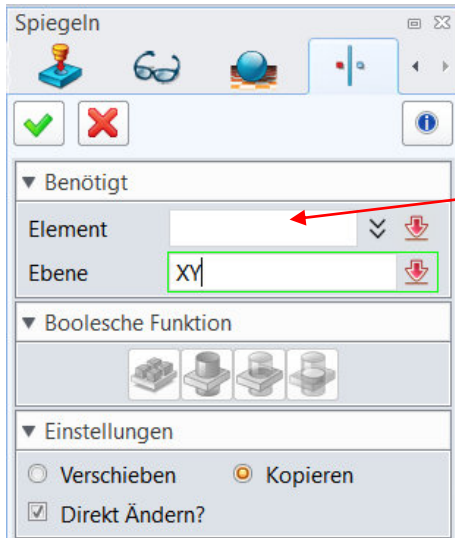 Spiegeln
Benötigt
Element
Ebene XY
Boolesche Funktion
Einstellungen
Verschieben Kopieren
Direkt Ändern?